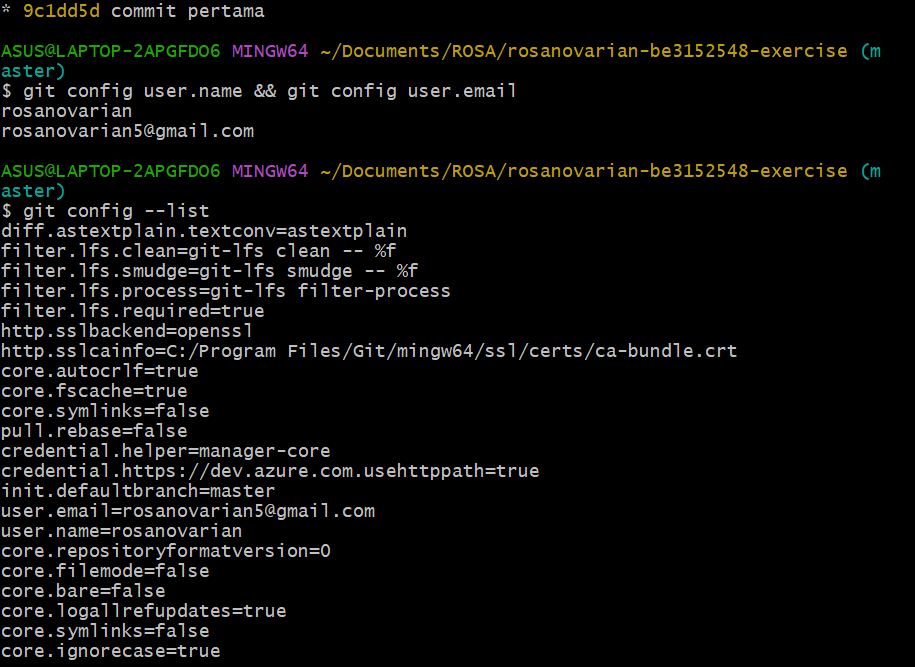 * 9c1dd5d commit pertama
ASUS@LAPTOP-2APGFDO6 MINGW64 ~/Documents/ROSA/rosanovarian-be3152548-exercise (m
aster)
$ git config user.name && git config user.email
rosanovarian
rosanovarian5@gmail.com
ASUS@LAPTOP-2APGFDO6 MINGW64 ~/Documents/ROSA/rosanovarian-be3152548-exercise (m
aster)
$ git config --list
diff.astextplain.textconv=astextplain
filter.lfs.clean=git-lfs clean -- %f
filter.lfs.smudge=git-lfs smudge -- %f
filter.lfs.process=git-lfs filter-process
filter.lfs.required=true
http.sslbackend=openssl
http.sslcainfo=C:/Program Files/Git/mingw64/ssl/certs/ca-bundle.crt
core.autocrlf=true
core.fscache=true
core.symlinks=false
pull.rebase=false
credential.helper=manager-core
credential.https://dev.azure.com.usehttppath=true
init.defaultbranch=master
user.email=rosanovarian5@gmail.com
user.name=rosanovarian
core.repositoryformatversion=0
core.filemode=false
core.bare=false
core.logallrefupdates=true
core.symlinks=false
core.ignorecase=true